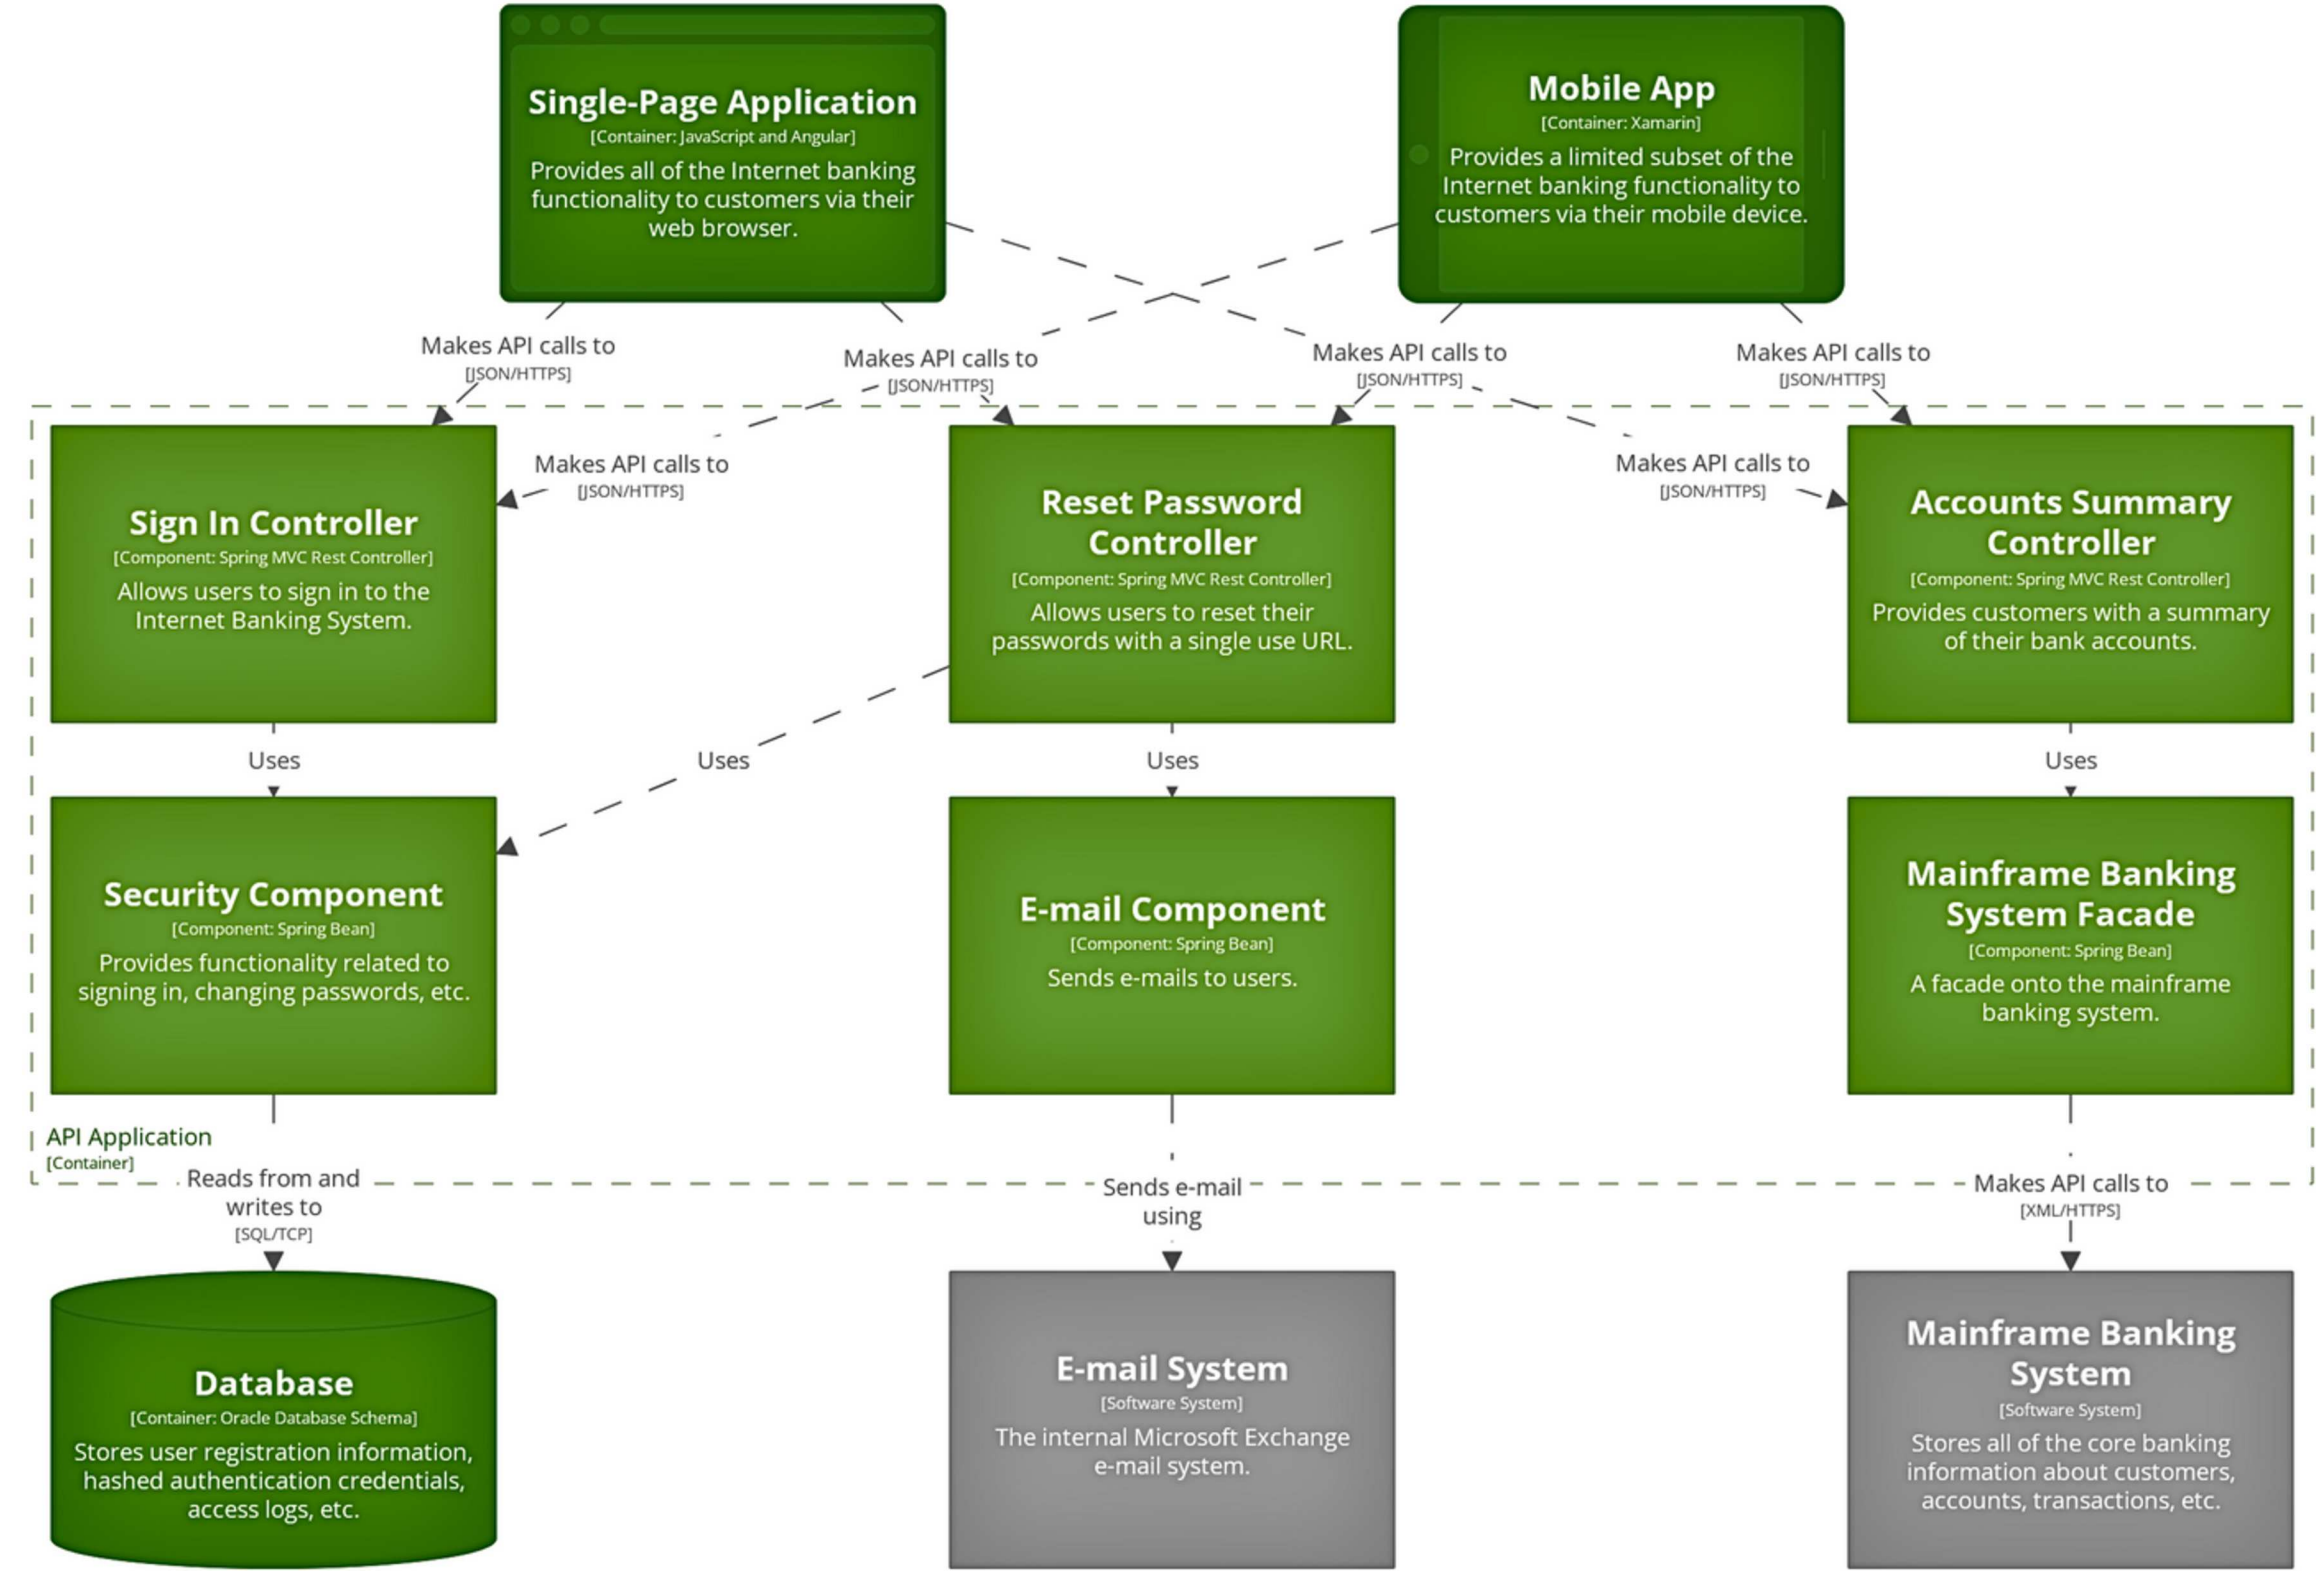 Single-Page Application
[Container: JavaScript and Angular]
Provides all of the Internet banking
functionality to customers via their
web browser.
Mobile App
[Container: Xamarin]
Provides a limited subset of the
Internet banking functionality to
customers via their mobile device.
Makes API calls to
[JSON/HTTPS]
Makes API calls to
[JSON/HTTPS]
Makes API calls to
[JSON/HTTPS]
Makes API calls to
[JSON/HTTPS]
Makes API calls to
[JSON/HTTPS]
Makes API calls to
[JSON/HTTPS]
Sign In Controller
[Component: Spring MVC Rest Controller]
Allows users to sign in to the
Internet Banking System.
Reset Password
Controller
[Component: Spring MVC Rest Controller]
Allows users to reset their
passwords with a single use URL.
Accounts Summary
Controller
[Component: Spring MVC Rest Controller]
Provides customers with a summary
of their bank accounts.
Uses
Uses
Uses
Uses
Security Component
[Component: Spring Bean]
Provides functionality related to
signing in, changing passwords, etc.
E-mail Component
[Component: Spring Bean]
Sends e-mails to users.
Mainframe Banking
System Facade
[Component: Spring Bean]
A facade onto the mainframe
banking system.
API Application
[Container]
Reads from and
writes to
[SQL/TCP]
Sends e-mail
using
Makes API calls to
[XML/HTTPS]
Database
[Container: Oracle Database Schema]
Stores user registration information,
hashed authentication credentials,
access logs, etc.
E-mail System
[Software System]
The internal Microsoft Exchange
e-mail system.
Mainframe Banking
System
[Software System]
Stores all of the core banking
information about customers,
accounts, transactions, etc.